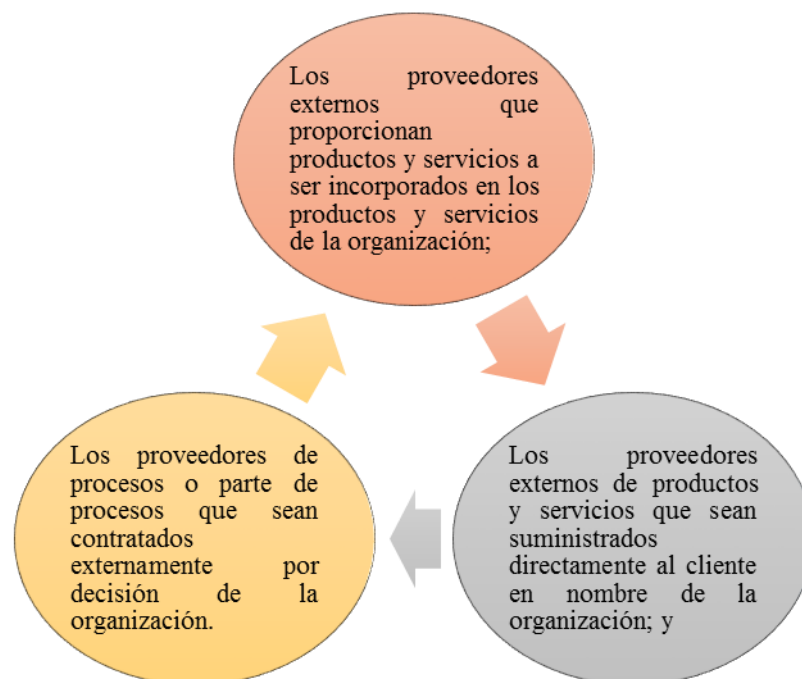 Los proveedores
externos que
proporcionan
productos y servicios a
ser incorporados en los
productos y servicios
de la organización;
Los proveedores
externos de productos
y servicios que sean
suministrados
directamente al cliente
en nombre de la
organización; y
Los proveedores de
procesos o parte de
procesos que sean
contratados
externamente por
decisión de la
organización.